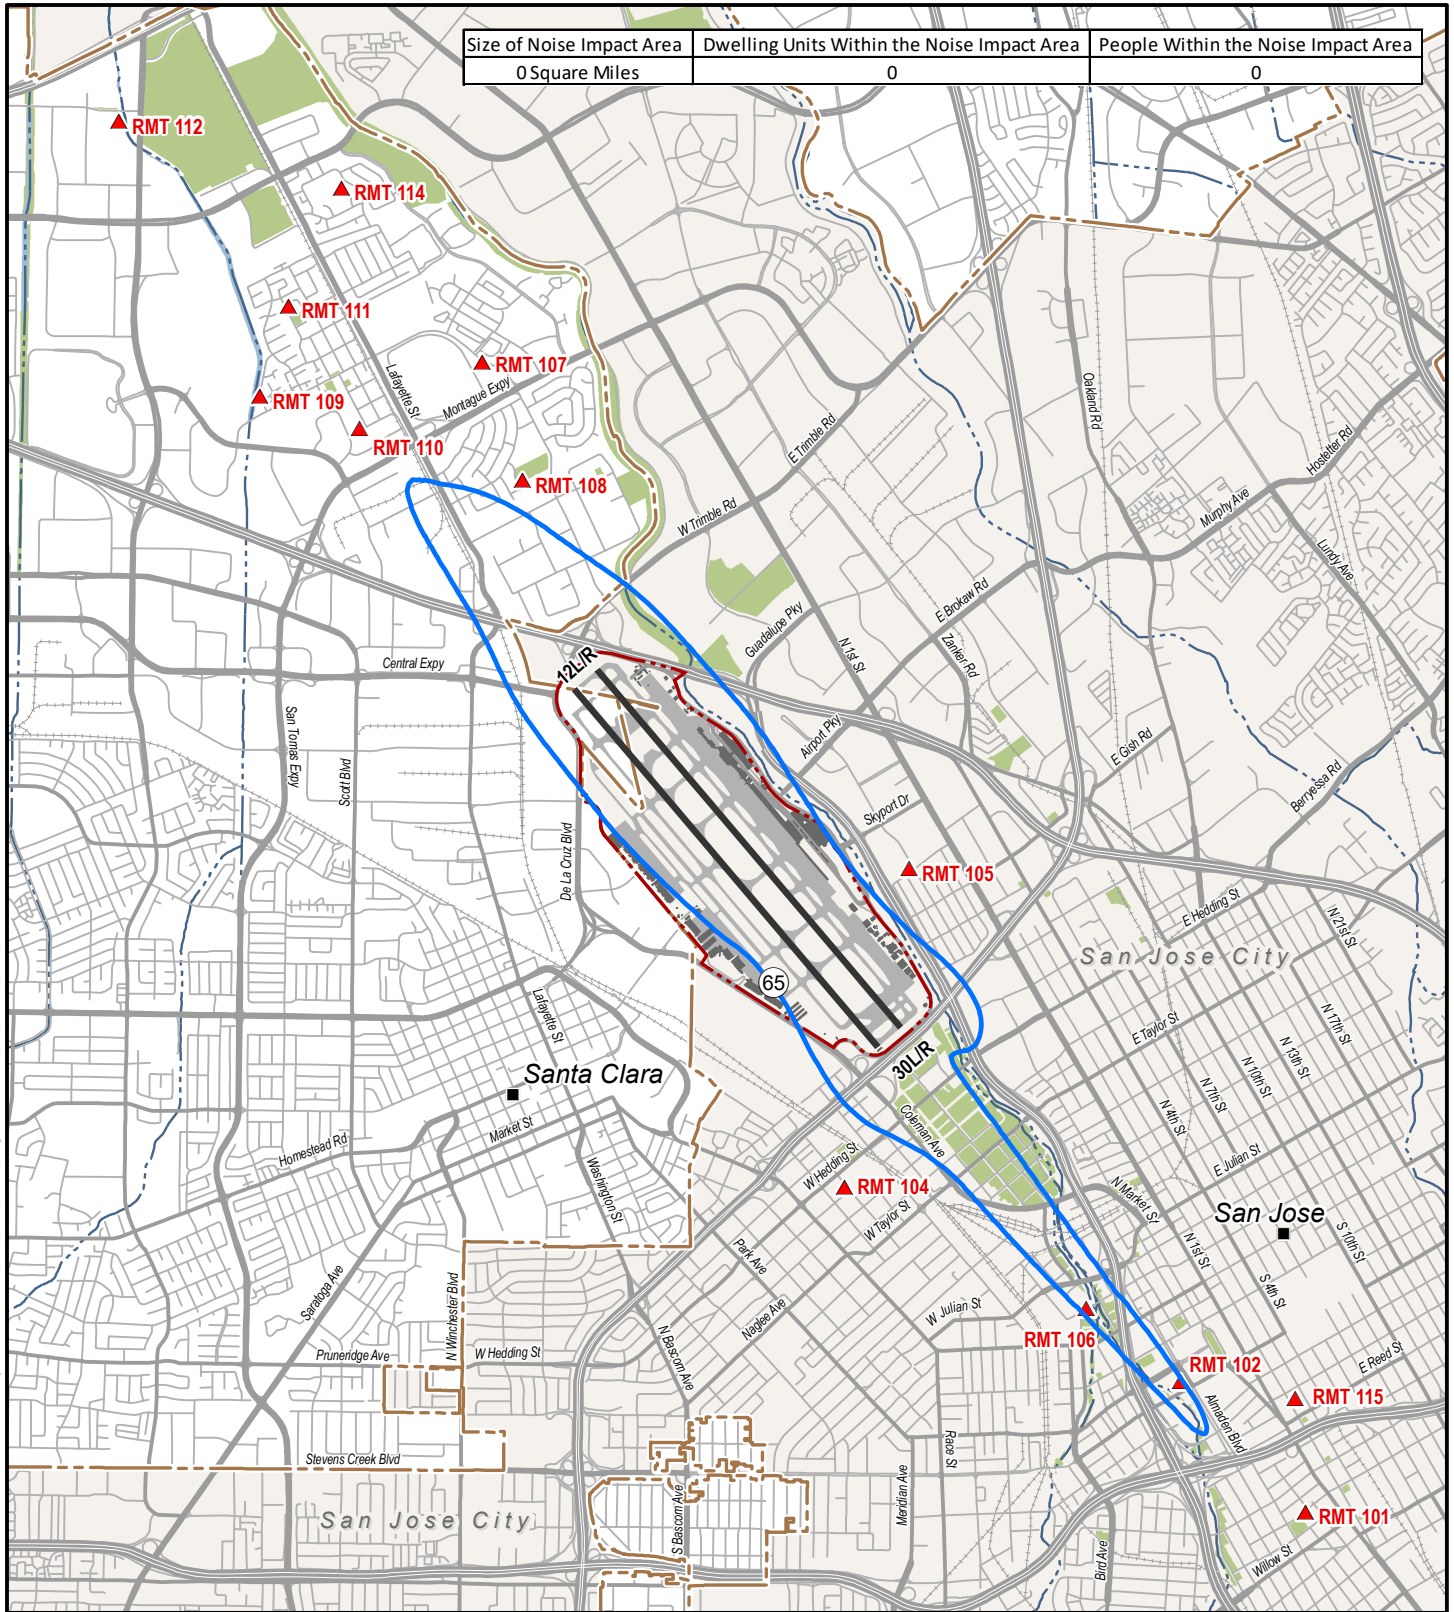 Size of Noise Impact Area Dwelling Units Within the Noise Impact Area People Within the Noise Impact Area
0 Square Miles 0 0
RMT 112
RMT 114
RMT 111
RMT 107
Lafayette St
Montague Expy
RMT 109
RMT 110
RMT 108
Oakland Rd
E Trimble Rd
Hostetter Rd
W Trimble Rd
Murphy Ave
Lundy Ave
E Brokaw Rd
Guadalupe Pky
N 1st St
Zanker Rd
Central Expy
12L/R
San Tomas Expy
Scott Blvd
Airport Pky
E Gish Rd
Berryessa Rd
Skyport Dr
De La Cruz Blvd
RMT 105
E Hedding St
N 21st St
San Jose City
65
Lafayette St
N 17th St
E Taylor St
N 13th St
30L/R
N 10th St
Santa Clara
N 7th St
N 4th St
Coleman Ave
Market St
Homestead Rd
E Julian St
W Hedding St
Washington St
RMT 104
N Market St
San Jose
W Taylor St
S 10th St
Park Ave
N 1st St
Saratoga Ave
N Winchester Blvd
S 4th St
W Julian St
Naglee Ave
RMT 106
N Bascom Ave
Pruneridge Ave
W Hedding St
E Reed St
RMT 102
RMT 115
Almaden Blvd
Stevens Creek Blvd
Race St
Meridian Ave
San Jose City
S Bascom Ave
RMT 101
Bird Ave
Willow St